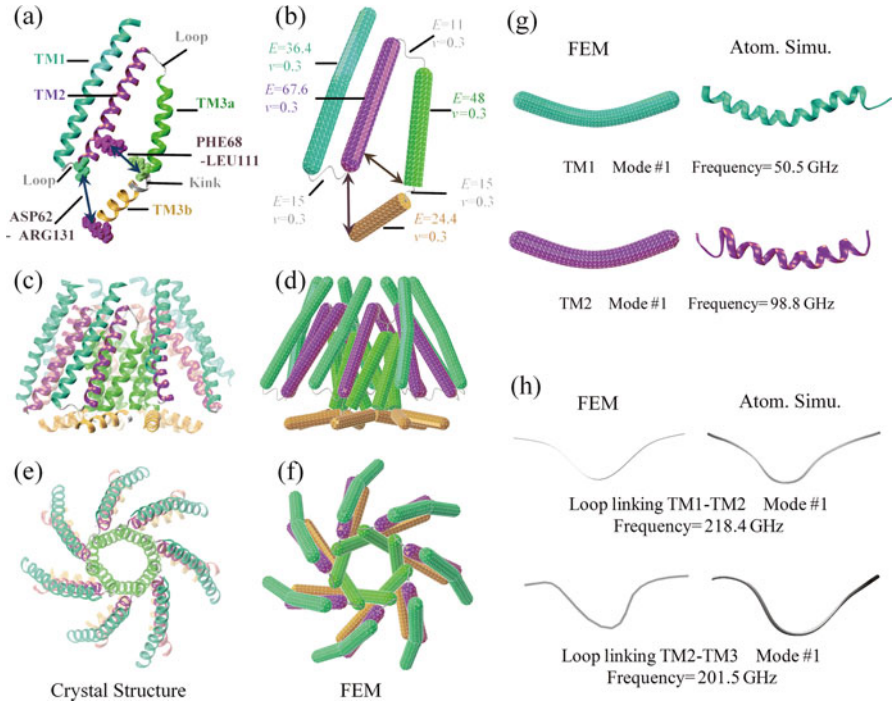 (a)
Loop
TM1
TM2
TM3a
PHE68
-LEU111
Loop
Kink
ASP62
- ARG131
TM3b
(b)
E=11
v=0.3
E=36.4
v=0.3
E=67.6
v=0.3
E=48
v=0.3
E=15
v=0.3
E=15
v=0.3
E=24.4
v=0.3
(c)
(d)
(e)
(f)
Crystal Structure
FEM
(g)
FEM
Atom. Simu.
TM1 Mode #1 Frequency= 50.5 GHz
TM2 Mode #1 Frequency= 98.8 GHz
(h)
FEM
Atom. Simu.
Loop linking TM1-TM2 Mode #1
Frequency= 218.4 GHz
Loop linking TM2-TM3 Mode #1
Frequency= 201.5 GHz